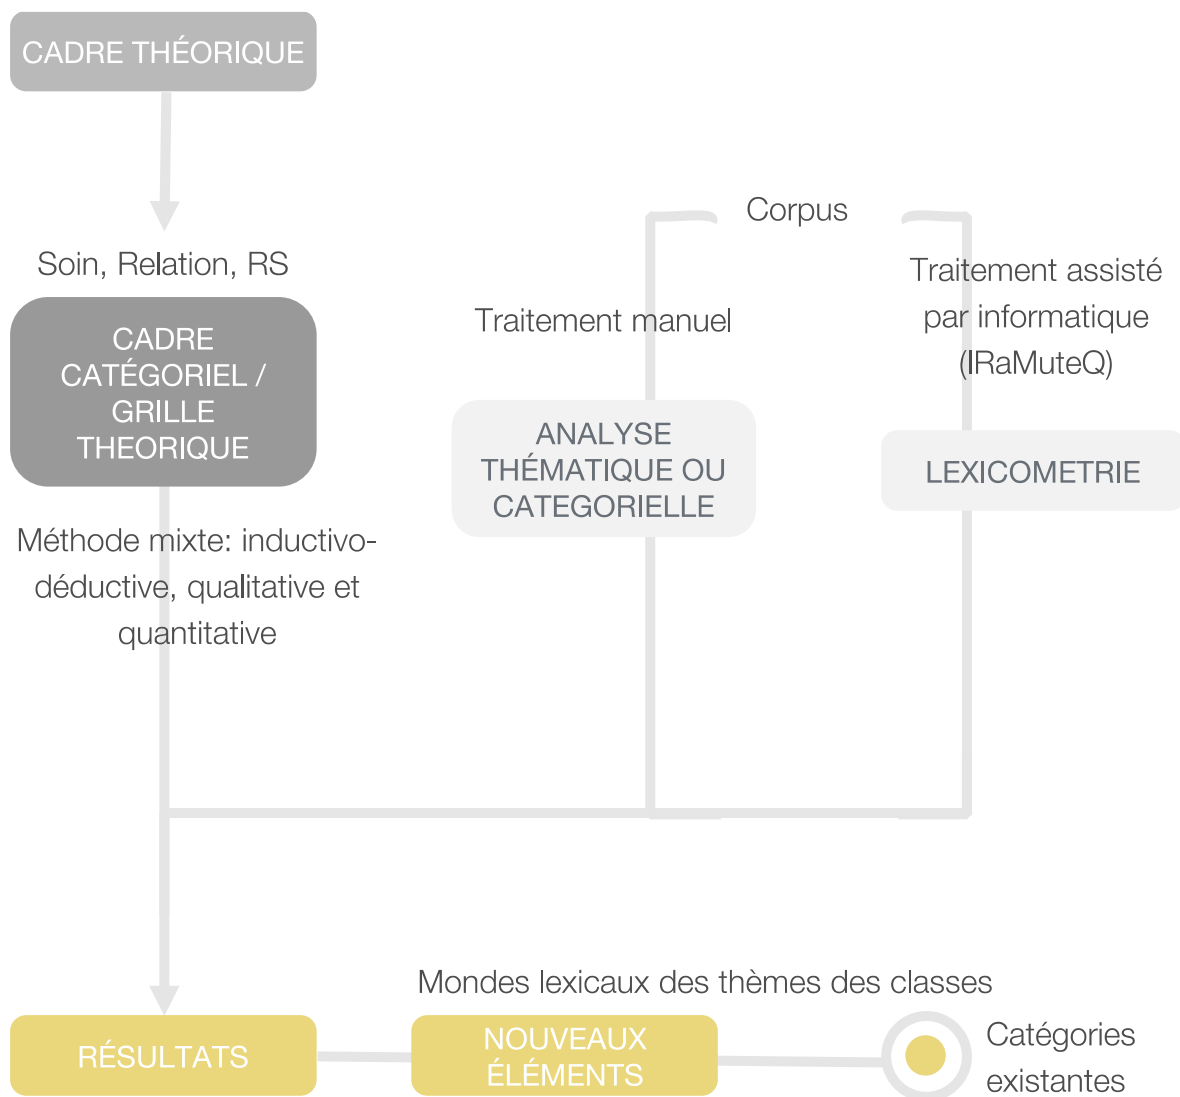 CADRE THÉORIQUE
Soin, Relation, RS
CADRE
CATÉGORIEL /
GRILLE
THEORIQUE
Méthode mixte: inductivo-
déductive, qualitative et
quantitative
Corpus
Traitement manuel
ANALYSE
THÉMATIQUE OU
CATEGORIELLE
Traitement assisté
par informatique
(IRaMuteQ)
LEXICOMETRIE
RÉSULTATS
Mondes lexicaux des thèmes des classes
NOUVEAUX
ÉLÉMENTS
Catégories
existantes